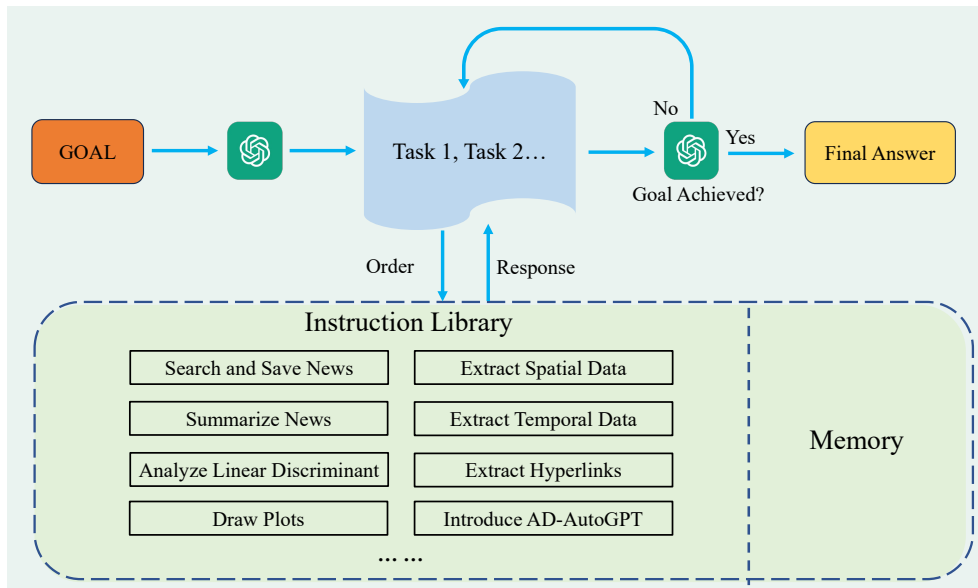 No
Yes
GOAL
Task 1, Task 2…
Final Answer
Goal Achieved?
Order
Response
Instruction Library
Search and Save News
Extract Spatial Data
Summarize News
Extract Temporal Data
Memory
Analyze Linear Discriminant
Extract Hyperlinks
Draw Plots
Introduce AD-AutoGPT
... ...